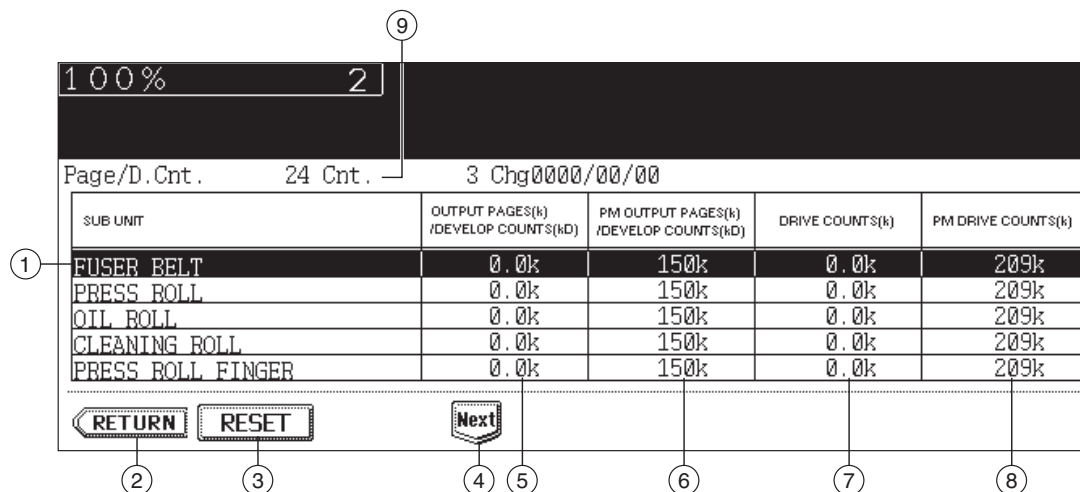 9
100% 2
Page/D.Cnt. 24 Cnt. 3 Chg0000/00/00
SUB UNIT OUTPUT PAGES(k) /DEVELOP COUNTS(kD) PM OUTPUT PAGES(k) /DEVELOP COUNTS(kD) DRIVE COUNTS(k) PM DRIVE COUNTS(k)
1 FUSER BELT 0.0k 150k 0.0k 209k
PRESS ROLL 0.0k 150k 0.0k 209k
OIL ROLL 0.0k 150k 0.0k 209k
CLEANING ROLL 0.0k 150k 0.0k 209k
PRESS ROLL FINGER 0.0k 150k 0.0k 209k
RETURN RESET Next
2 3 4 5 6 7 8